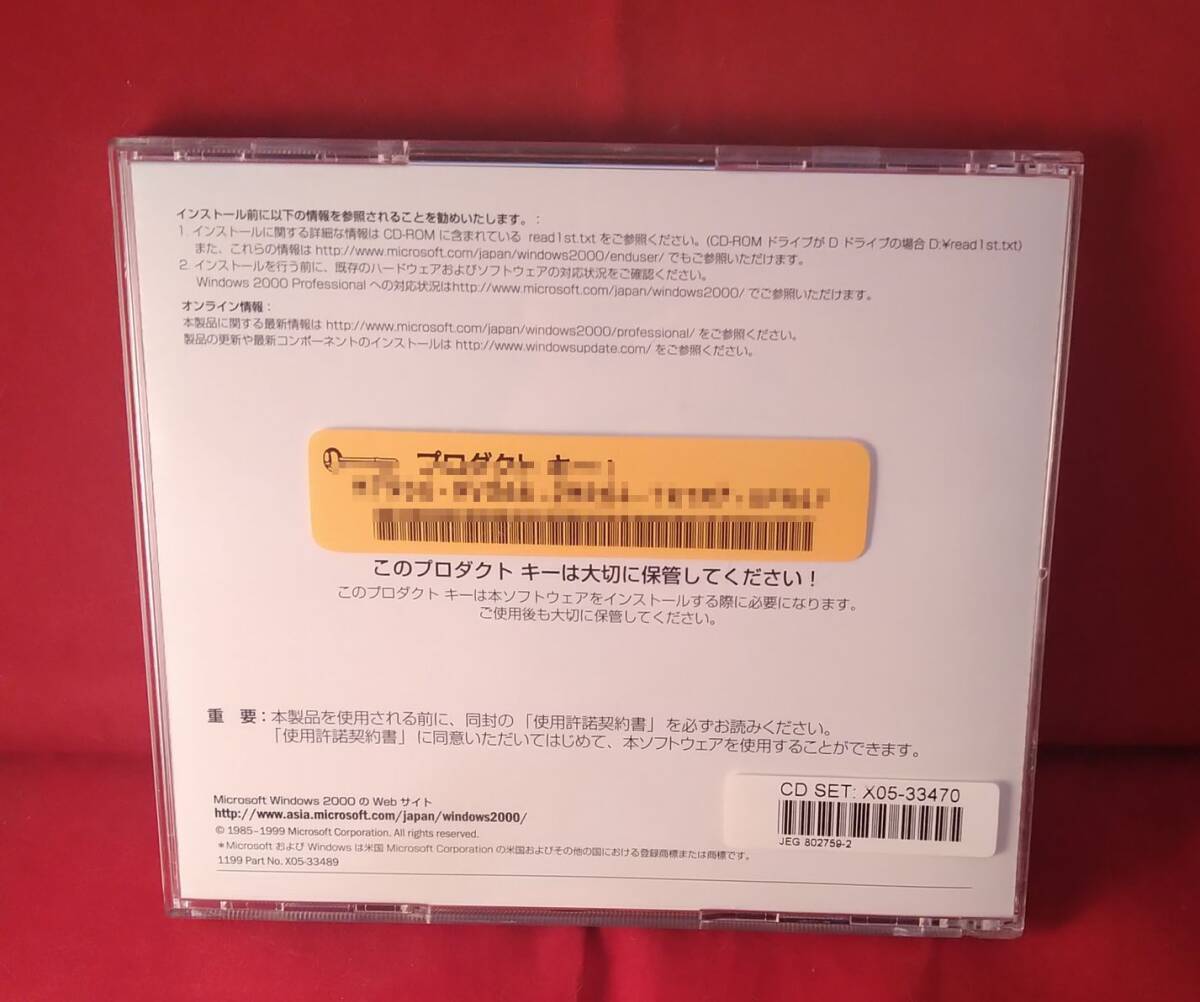 インストール前に以下の情報を参照されることを勧めいたします。:
1. インストールに関する詳細な情報は CD-ROM に含まれている read1st.txt をご参照ください。(CD-ROM ドライブが D ドライブの場合 D:¥read1st.txt)
また、これらの情報は http://www.microsoft.com/japan/windows2000/enduser/ でもご参照いただけます。
2. インストールを行う前に、既存のハードウェアおよびソフトウェアの対応状況をご確認ください。
Windows 2000 Professional への対応状況はhttp://www.microsoft.com/japan/windows2000/ でご参照いただけます。
オンライン情報:
本製品に関する最新情報は http://www.microsoft.com/japan/windows2000/professional/ をご参照ください。
製品の更新や最新コンポーネントのインストールは http://www.windowsupdate.com/ をご参照ください。
プロダクト キー:
このプロダクト キーは大切に保管してください!
このプロダクト キーは本ソフトウェアをインストールする際に必要になります。
ご使用後も大切に保管してください。
重 要:本製品を使用される前に、同封の「使用許諾契約書」を必ずお読みください。
「使用許諾契約書」に同意いただいてはじめて、本ソフトウェアを使用することができます。
Microsoft Windows 2000 の Web サイト
http://www.asia.microsoft.com/japan/windows2000/
© 1985-1999 Microsoft Corporation. All rights reserved.
*Microsoft および Windows は米国 Microsoft Corporation の米国およびその他の国における登録商標または商標です。
1199 Part No. X05-33489
CD SET: X05-33470
JEG 802759-2